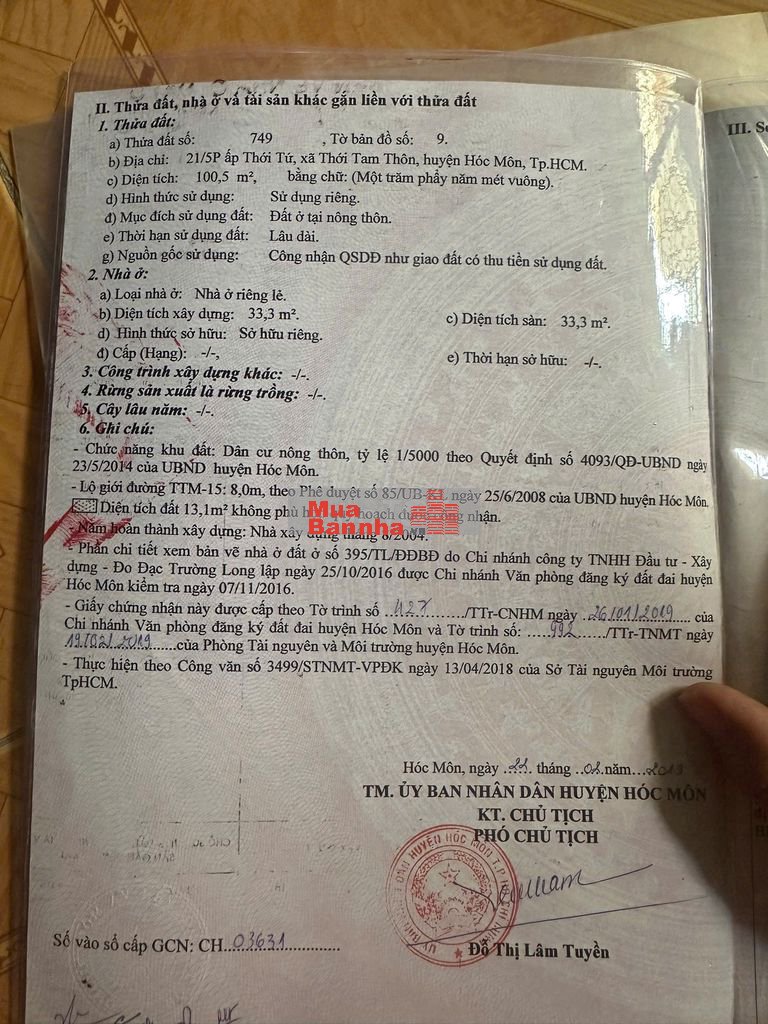 II. Thửa đất, nhà ở và tài sản khác gắn liền với thửa đất
1. Thửa đất:
a) Thửa đất số: 749 , Tờ bản đồ số: 9.
b) Địa chỉ: 21/5P ấp Thới Tứ, xã Thới Tam Thôn, huyện Hóc Môn, Tp.HCM.
c) Diện tích: 100,5 m², bằng chữ: (Một trăm phẩy năm mét vuông).
d) Hình thức sử dụng: Sử dụng riêng.
đ) Mục đích sử dụng đất: Đất ở tại nông thôn.
e) Thời hạn sử dụng đất: Lâu dài.
g) Nguồn gốc sử dụng: Công nhận QSDĐ như giao đất có thu tiền sử dụng đất.
2. Nhà ở:
a) Loại nhà ở: Nhà ở riêng lẻ.
b) Diện tích xây dựng: 33,3 m². c) Diện tích sàn: 33,3 m².
d) Hình thức sở hữu: Sở hữu riêng.
đ) Cấp (Hạng): -/-, e) Thời hạn sở hữu: -/-.
3. Công trình xây dựng khác: -/-.
4. Rừng sản xuất là rừng trồng: -/-.
5. Cây lâu năm: -/-.
6. Ghi chú:
- Chức năng khu đất: Dân cư nông thôn, tỷ lệ 1/5000 theo Quyết định số 4093/QĐ-UBND ngày
23/5/2014 của UBND huyện Hóc Môn.
- Lộ giới đường TTM-15: 8,0m, theo Phê duyệt số 85/UB- ngày 25/6/2008 của UBND huyện Hóc Môn.
Diện tích đất 13,1m² không phù hoạch được công nhận.
Mua
Bannha
- Năm hoàn thành xây dựng: Nhà xây dựng tháng 8/2004.
- Phần chi tiết xem bản vẽ nhà ở đất ở số 395/TL/ĐĐBĐ do Chi nhánh công ty TNHH Đầu tư - Xây
dựng - Đo Đạc Trường Long lập ngày 25/10/2016 được Chi nhánh Văn phòng đăng ký đất đai huyện
Hóc Môn kiểm tra ngày 07/11/2016.
- Giấy chứng nhận này được cấp theo Tờ trình số 427 /TTr-CNHM ngày 26/01/2019 của
Chi nhánh Văn phòng đăng ký đất đai huyện Hóc Môn và Tờ trình số: 992 /TTr-TNMT ngày
19/02/2019 của Phòng Tài nguyên và Môi trường huyện Hóc Môn.
- Thực hiện theo Công văn số 3499/STNMT-VPĐK ngày 13/04/2018 của Sở Tài nguyên Môi trường
TpHCM.
Hóc Môn, ngày 22 tháng 02 năm 2019
TM. ỦY BAN NHÂN DÂN HUYỆN HÓC MÔN
KT. CHỦ TỊCH
PHÓ CHỦ TỊCH
Đỗ Thị Lâm Tuyền
Số vào sổ cấp GCN: CH 03631
III. S